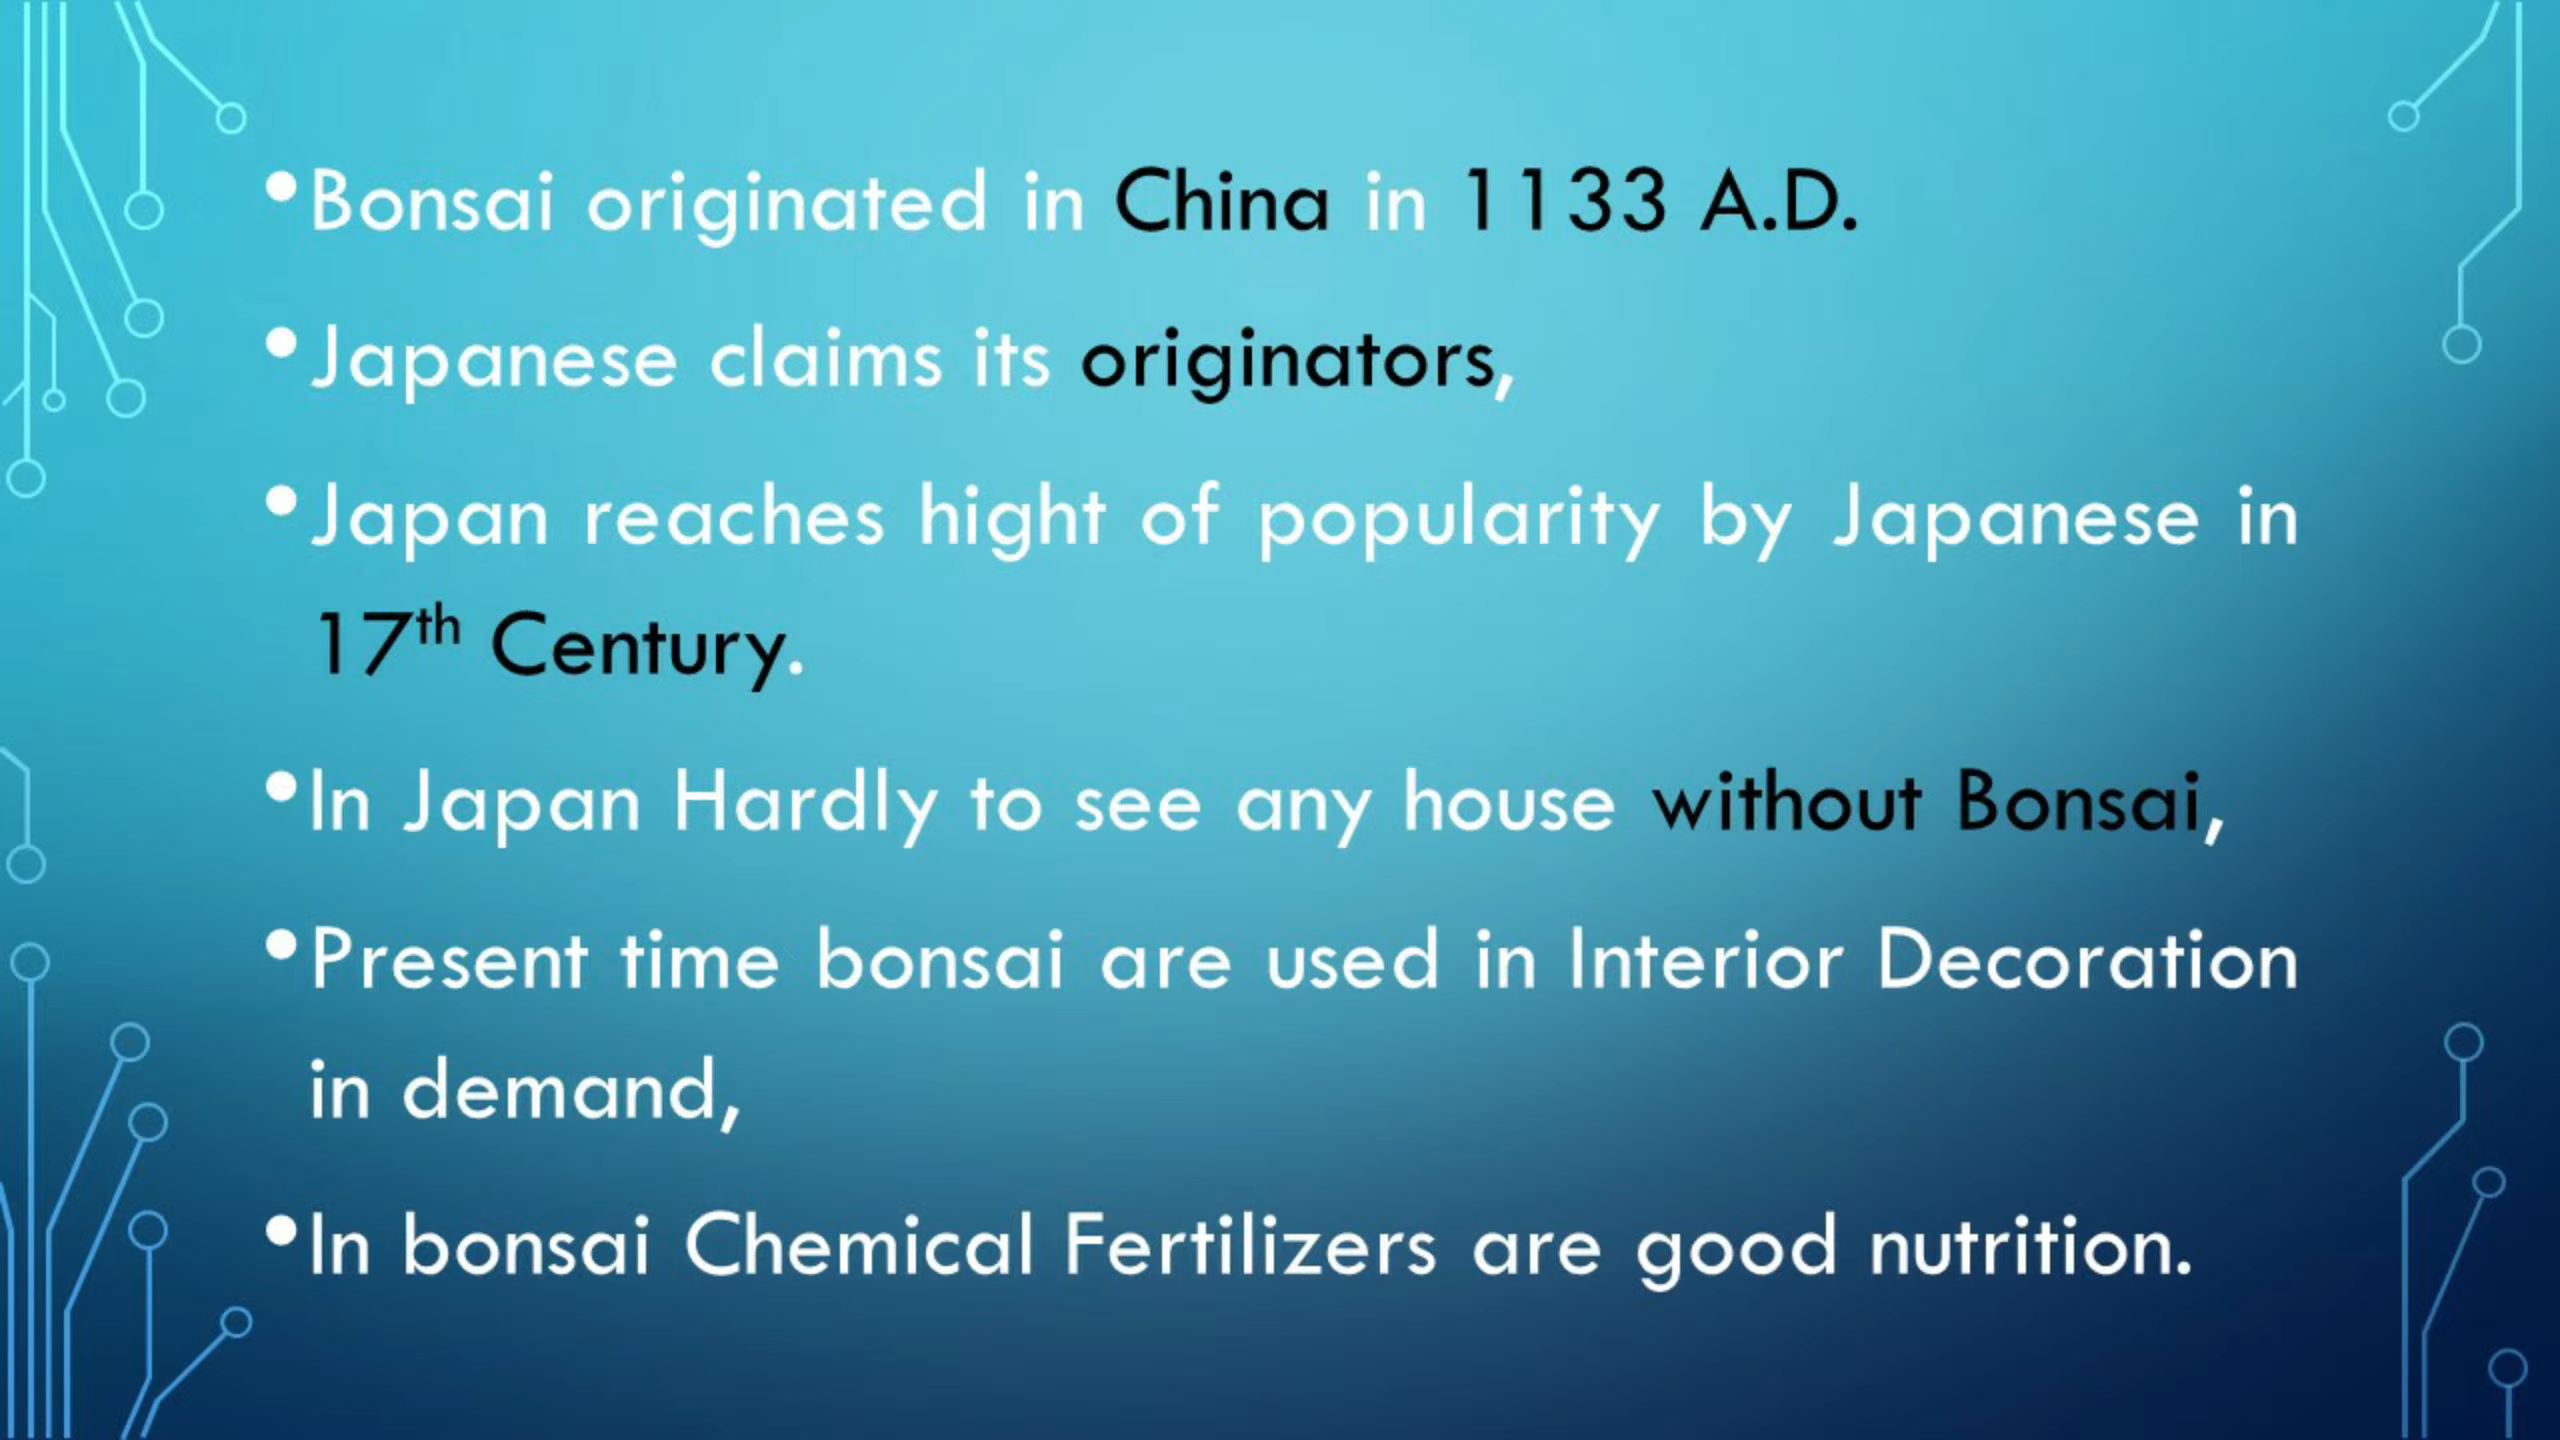 •Bonsai originated in China in 1133 A.D.
•Japanese claims its originators,
•Japan reaches hight of popularity by Japanese in
17th Century.
•In Japan Hardly to see any house without Bonsai,
•Present time bonsai are used in Interior Decoration
in demand,
•In bonsai Chemical Fertilizers are good nutrition.